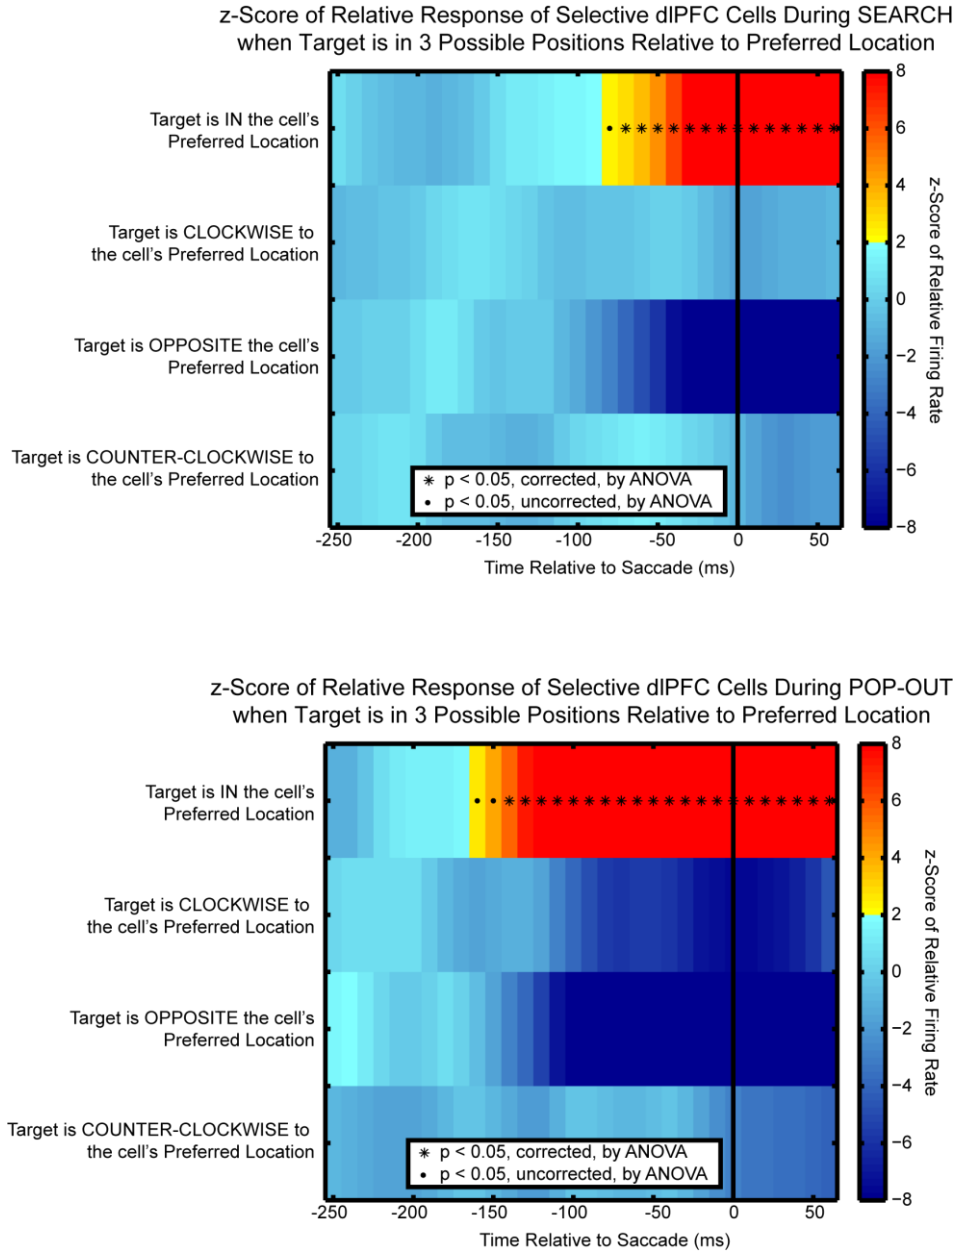 z-Score of Relative Response of Selective dlPFC Cells During SEARCH
when Target is in 3 Possible Positions Relative to Preferred Location
Target is IN the cell's
Preferred Location
Target is CLOCKWISE to
the cell's Preferred Location
Target is OPPOSITE the cell's
Preferred Location
Target is COUNTER-CLOCKWISE to
the cell's Preferred Location
* p < 0.05, corrected, by ANOVA
• p < 0.05, uncorrected, by ANOVA
-250 -200 -150 -100 -50 0 50
Time Relative to Saccade (ms)
8
6
4
2
0
−2
−4
−6
−8
z-Score of Relative Firing Rate
z-Score of Relative Response of Selective dlPFC Cells During POP-OUT
when Target is in 3 Possible Positions Relative to Preferred Location
Target is IN the cell's
Preferred Location
Target is CLOCKWISE to
the cell's Preferred Location
Target is OPPOSITE the cell's
Preferred Location
Target is COUNTER-CLOCKWISE to
the cell's Preferred Location
* p < 0.05, corrected, by ANOVA
• p < 0.05, uncorrected, by ANOVA
-250 -200 -150 -100 -50 0 50
Time Relative to Saccade (ms)
8
6
4
2
0
−2
−4
−6
−8
z-Score of Relative Firing Rate